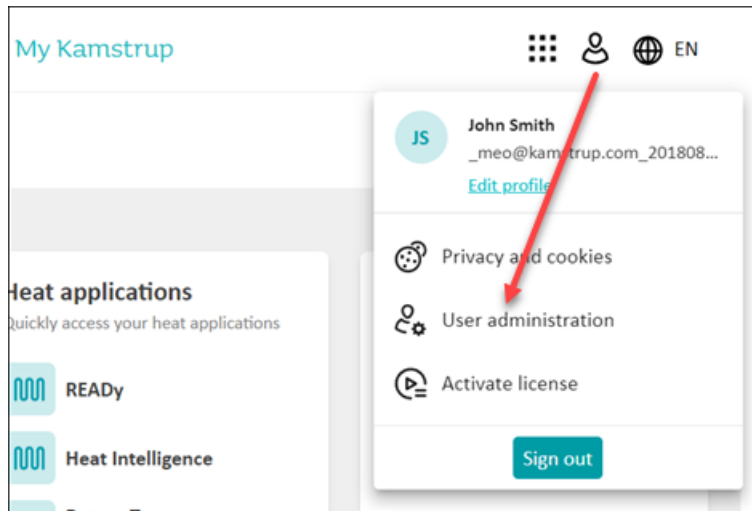 My Kamstrup
EN
JS
John Smith
_meo@kamstrup.com_201808...
Edit profile
Privacy and cookies
User administration
Activate license
Sign out
Heat applications
Quickly access your heat applications
READy
Heat Intelligence